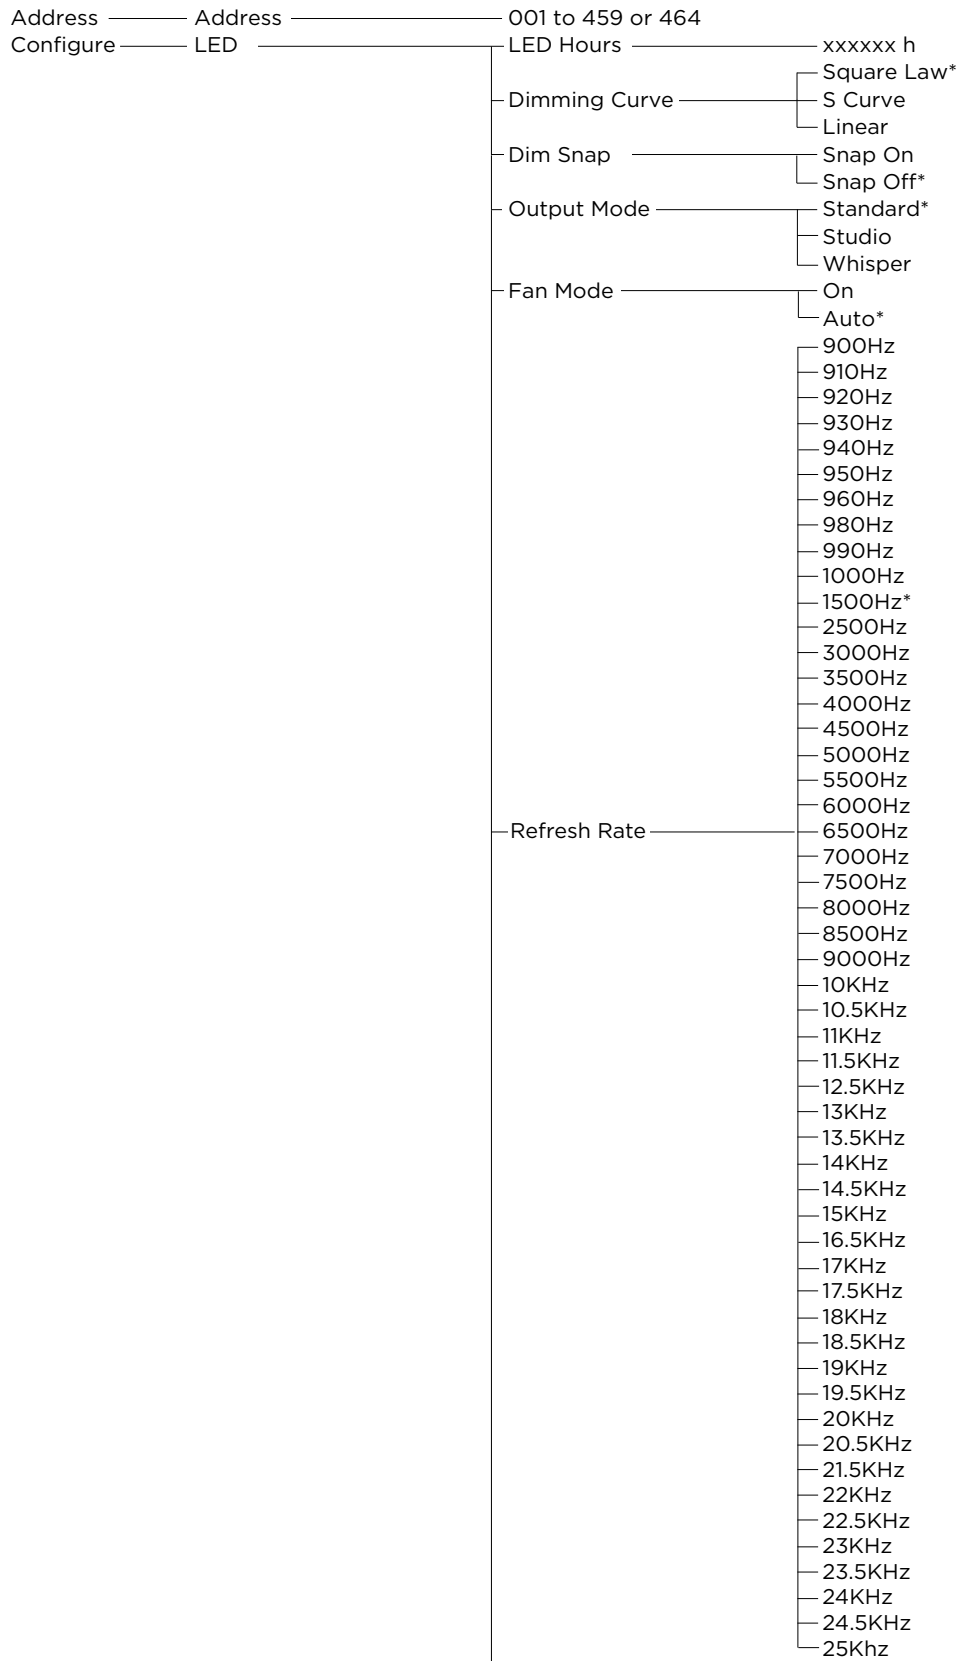 Address Address 001 to 459 or 464
Configure LED LED Hours xxxxxx h
Square Law*
Dimming Curve S Curve
Linear
Dim Snap Snap On
Snap Off*
Output Mode Standard*
Studio
Whisper
Fan Mode On
Auto*
900Hz
910Hz
920Hz
930Hz
940Hz
950Hz
960Hz
980Hz
990Hz
1000Hz
1500Hz*
2500Hz
3000Hz
3500Hz
4000Hz
4500Hz
5000Hz
5500Hz
6000Hz
Refresh Rate 6500Hz
7000Hz
7500Hz
8000Hz
8500Hz
9000Hz
10KHz
10.5KHz
11KHz
11.5KHz
12.5KHz
13KHz
13.5KHz
14KHz
14.5KHz
15KHz
16.5KHz
17KHz
17.5KHz
18KHz
18.5KHz
19KHz
19.5KHz
20KHz
20.5KHz
21.5KHz
22KHz
22.5KHz
23KHz
23.5KHz
24KHz
24.5KHz
25Khz